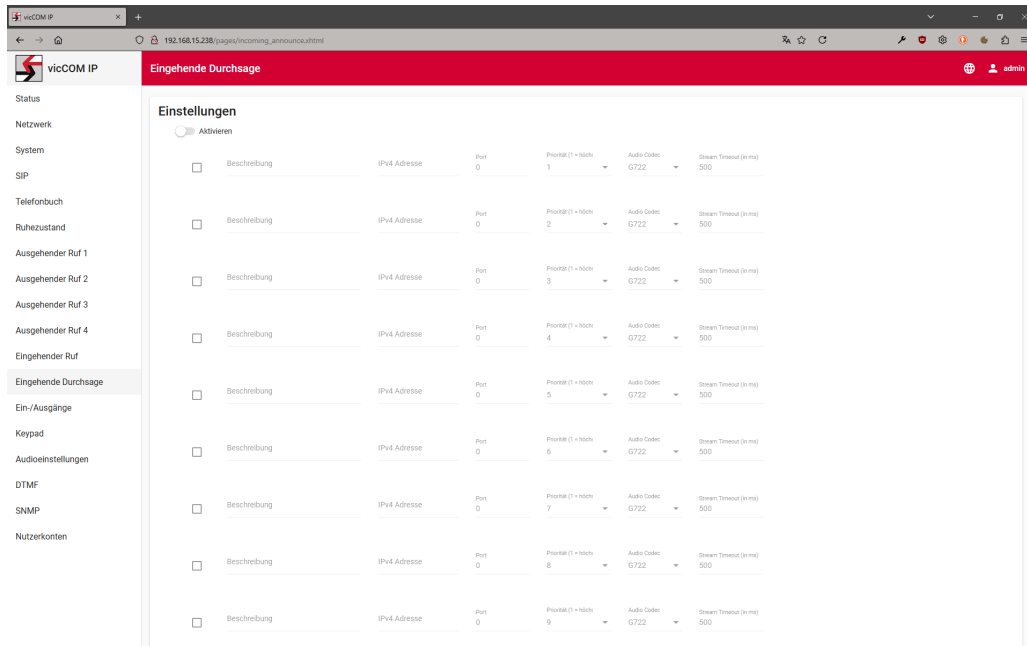 vicCOM IP
192.168.15.238/pages/incoming_announce.xhtml
vicCOM IP
Eingehende Durchsage
admin
Status
Netzwerk
System
SIP
Telefonbuch
Ruhezustand
Ausgehender Ruf 1
Ausgehender Ruf 2
Ausgehender Ruf 3
Ausgehender Ruf 4
Eingehender Ruf
Eingehende Durchsage
Ein-/Ausgänge
Keypad
Audioeinstellungen
DTMF
SNMP
Nutzerkonten
Einstellungen
Aktivieren
Port Priorität (1 = höchs Audio Codec Stream Timeout (in ms)
Beschreibung IPv4 Adresse 0 1 G722 500
Port Priorität (1 = höchs Audio Codec Stream Timeout (in ms)
Beschreibung IPv4 Adresse 0 2 G722 500
Port Priorität (1 = höchs Audio Codec Stream Timeout (in ms)
Beschreibung IPv4 Adresse 0 3 G722 500
Port Priorität (1 = höchs Audio Codec Stream Timeout (in ms)
Beschreibung IPv4 Adresse 0 4 G722 500
Port Priorität (1 = höchs Audio Codec Stream Timeout (in ms)
Beschreibung IPv4 Adresse 0 5 G722 500
Port Priorität (1 = höchs Audio Codec Stream Timeout (in ms)
Beschreibung IPv4 Adresse 0 6 G722 500
Port Priorität (1 = höchs Audio Codec Stream Timeout (in ms)
Beschreibung IPv4 Adresse 0 7 G722 500
Port Priorität (1 = höchs Audio Codec Stream Timeout (in ms)
Beschreibung IPv4 Adresse 0 8 G722 500
Port Priorität (1 = höchs Audio Codec Stream Timeout (in ms)
Beschreibung IPv4 Adresse 0 9 G722 500